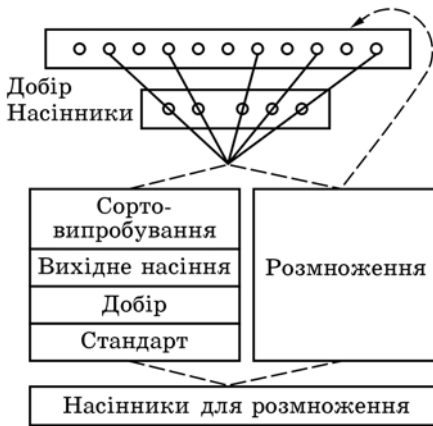 Добір
Насінники
Сорто-
випробування
Вихідне насіння
Добір
Стандарт
Розмноження
Насінники для розмноження